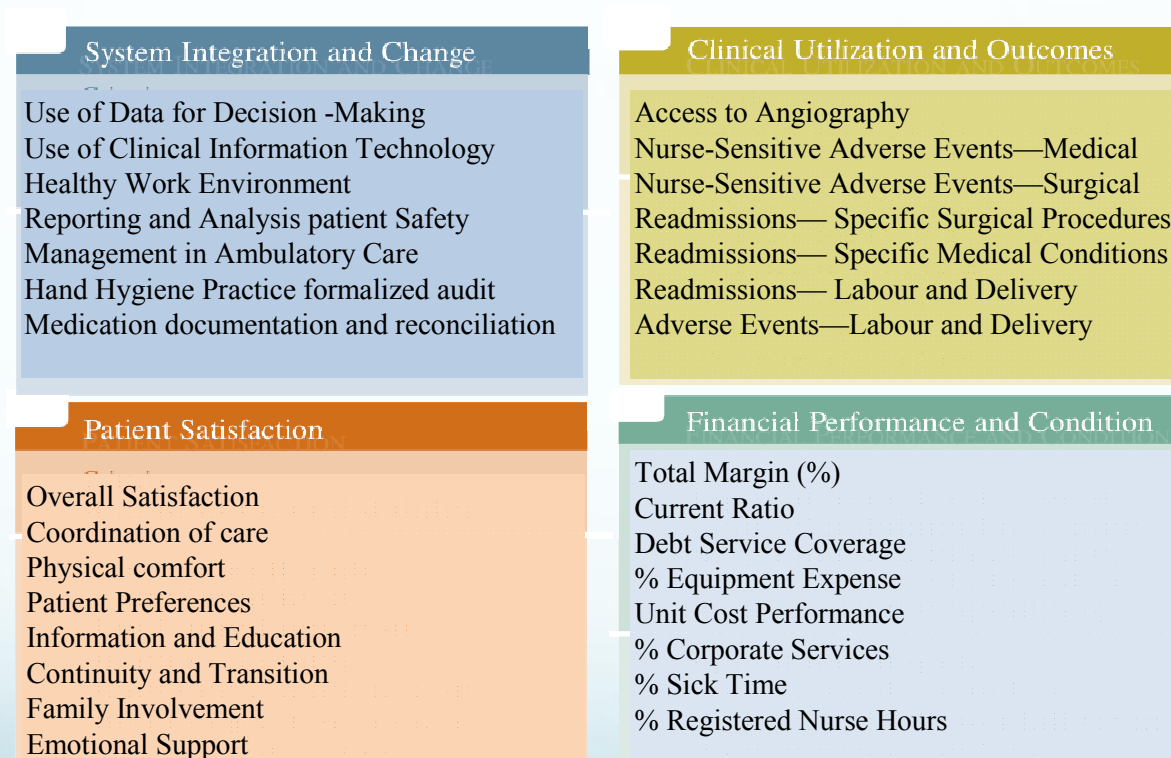 System Integration and Change
Use of Data for Decision -Making
Use of Clinical Information Technology
Healthy Work Environment
Reporting and Analysis patient Safety
Management in Ambulatory Care
Hand Hygiene Practice formalized audit
Medication documentation and reconciliation
Clinical Utilization and Outcomes
Access to Angiography
Nurse-Sensitive Adverse Events—Medical
Nurse-Sensitive Adverse Events—Surgical
Readmissions— Specific Surgical Procedures
Readmissions— Specific Medical Conditions
Readmissions— Labour and Delivery
Adverse Events—Labour and Delivery
Patient Satisfaction
Overall Satisfaction
Coordination of care
Physical comfort
Patient Preferences
Information and Education
Continuity and Transition
Family Involvement
Emotional Support
Financial Performance and Condition
Total Margin (%)
Current Ratio
Debt Service Coverage
% Equipment Expense
Unit Cost Performance
% Corporate Services
% Sick Time
% Registered Nurse Hours